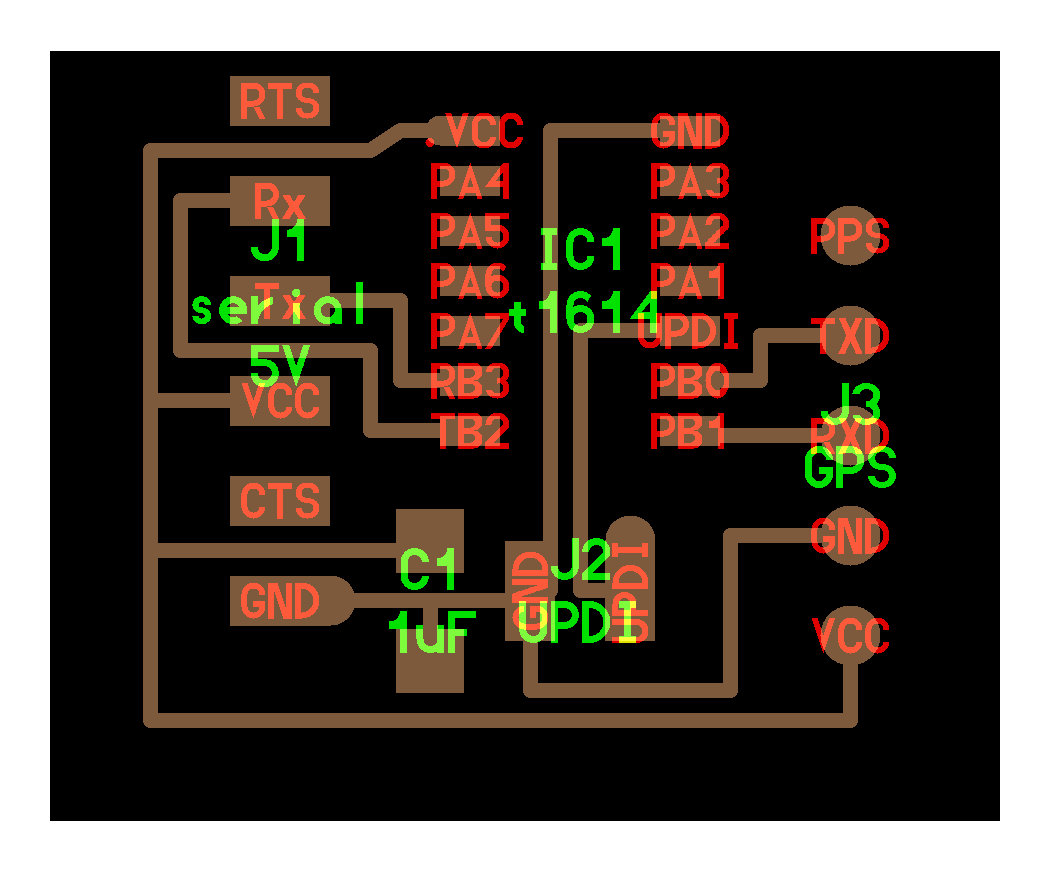 RTS
Rx
J1
serial
Tx
5V
VCC
CTS
GND
VCC
PA4
PA5
PA6
PA7
RB3
TB2
IC1
t1614
GND
PA3
PA2
PA1
UPDI
PB0
PB1
C1
1uF
GND
J2
UPDI
UPDI
PPS
TXD
J3
RXD
GPS
GND
VCC